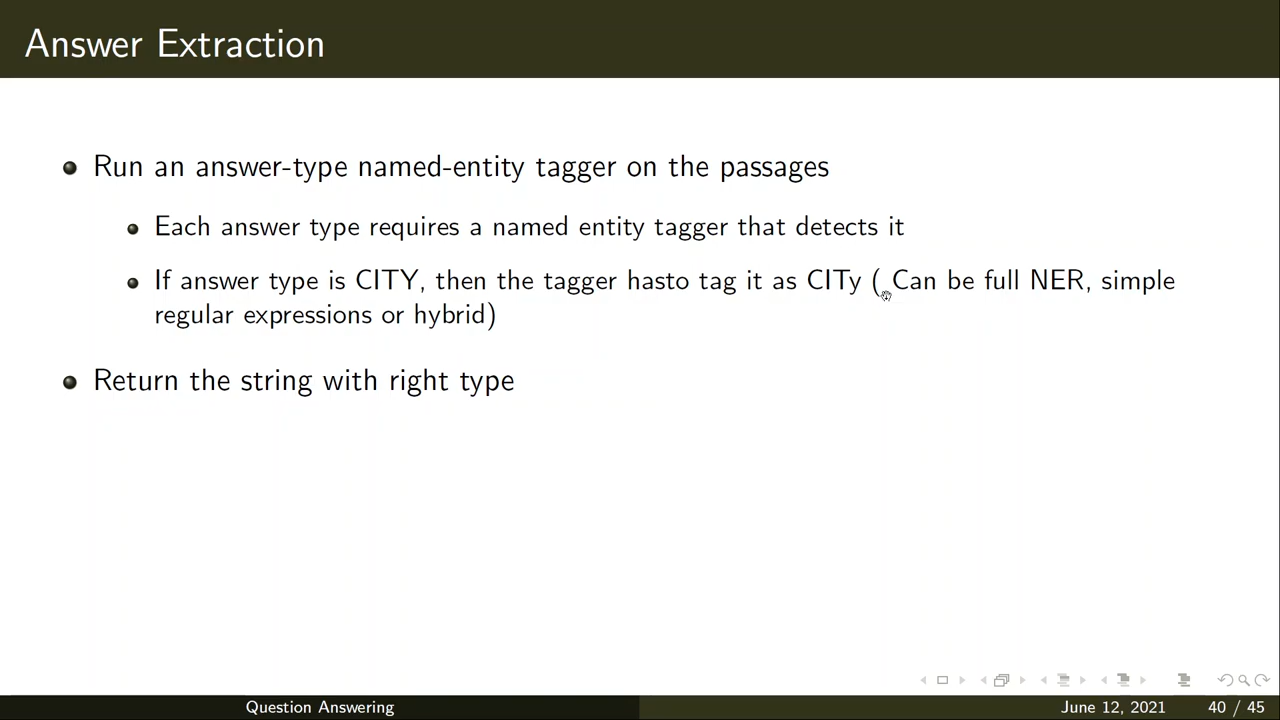 Answer Extraction
Run an answer-type named-entity tagger on the passages
Each answer type requires a named entity tagger that detects it
If answer type is CITY, then the tagger hasto tag it as CITy ( Can be full NER, simple
regular expressions or hybrid)
Return the string with right type
Question Answering
June 12, 2021
40 / 45